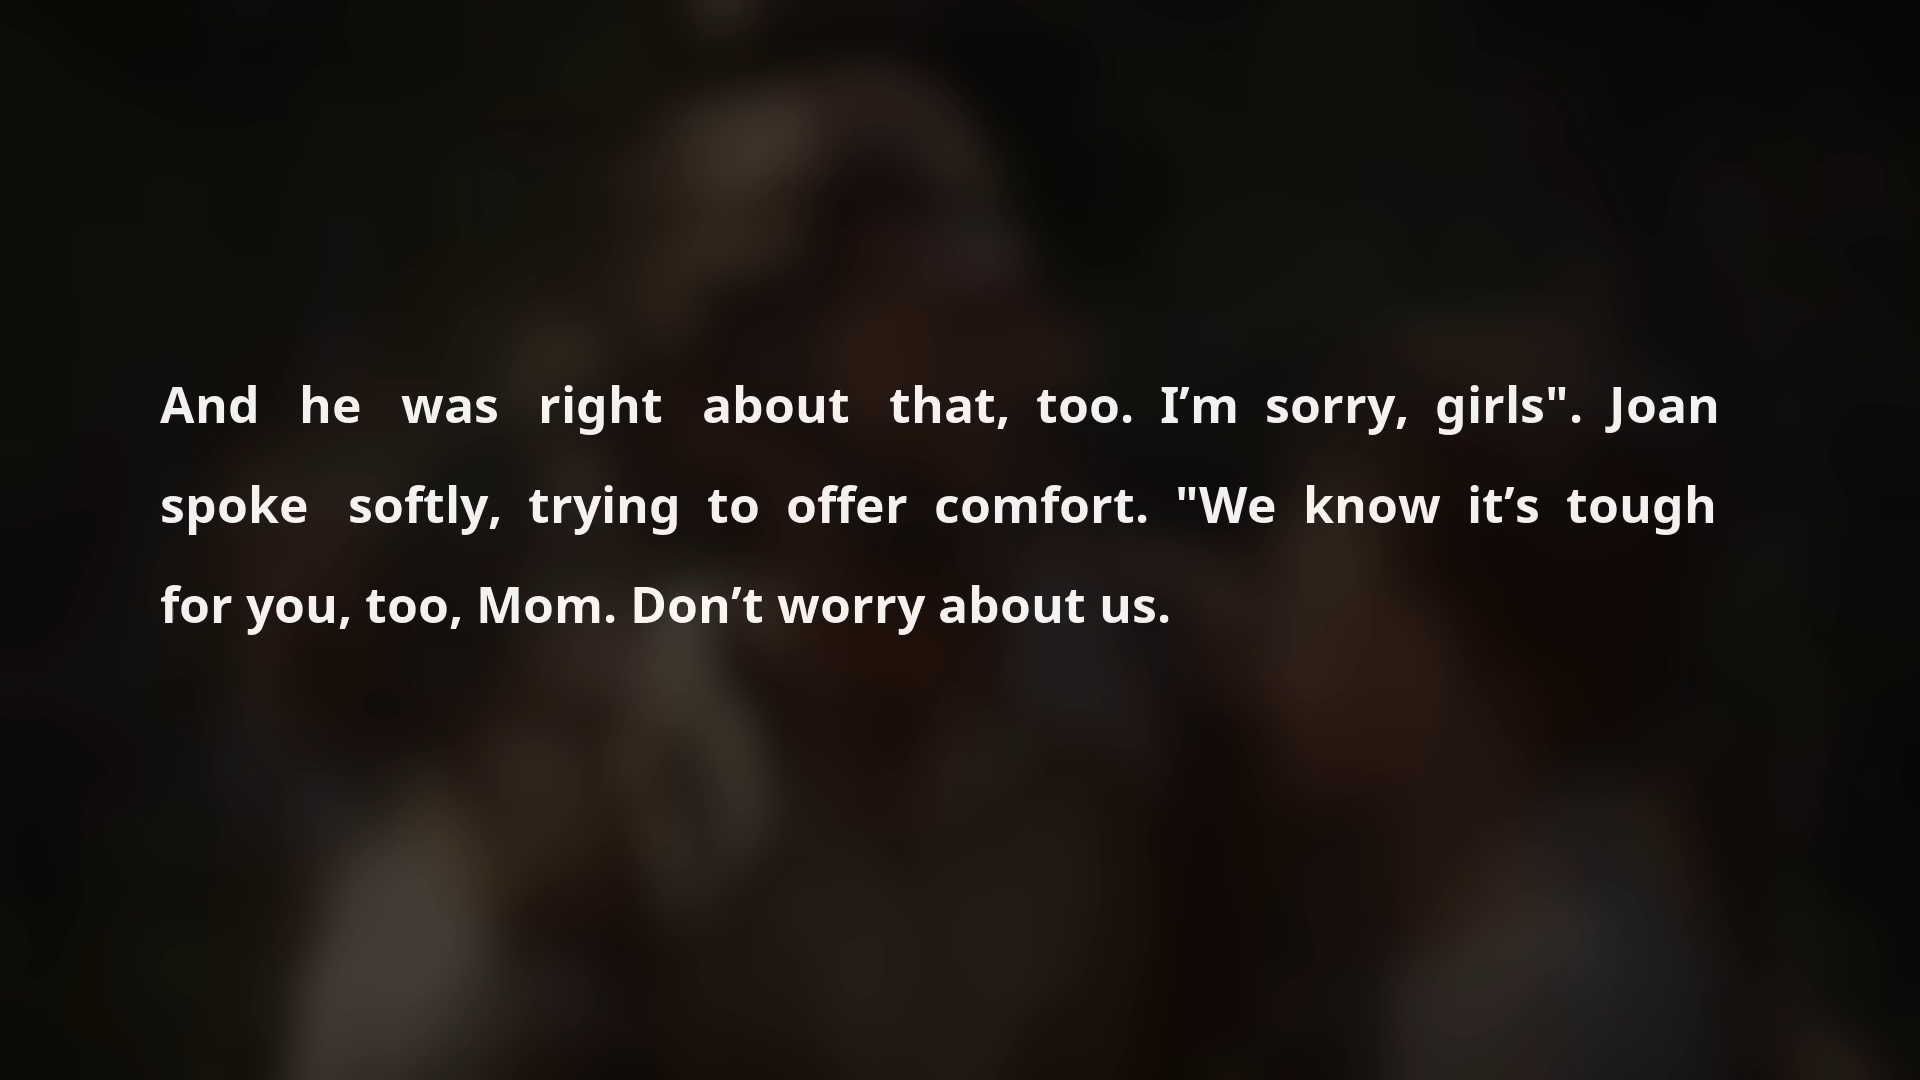 And he was right about that, too. I’m sorry, girls". Joan
spoke softly, trying to offer comfort. "We know it’s tough
for you, too, Mom. Don’t worry about us.